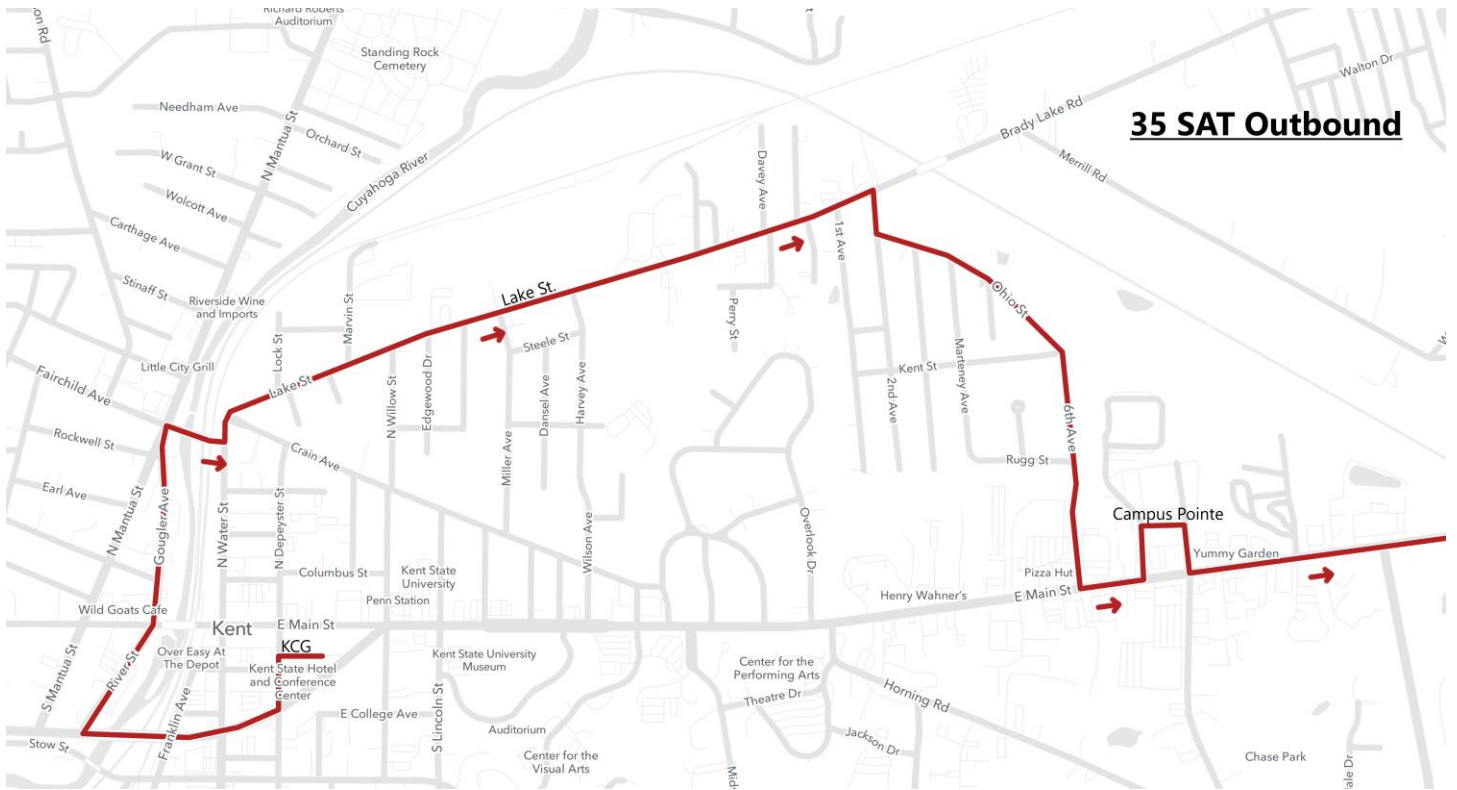 Richard Roberts
Auditorium
on Rd
Standing Rock
Cemetery
Walton Dr
35 SAT Outbound
Needham Ave
Orchard St
N Mantua St
Brady Lake Rd
Merrill Rd
W Grant St
Cuyahoga River
Davey Ave
Wolcott Ave
Carthage Ave
1st Ave
Stinaff St
Riverside Wine
and Imports
Marvin St
Lake St.
Perry St
Ohio St
Lock St
Steele St
Little City Grill
Fairchild Ave
Lake St
N Willow St
Edgewood Dr
Dansel Ave
Harvey Ave
Kent St
Marteney Ave
2nd Ave
6th Ave
Rockwell St
Crain Ave
Miller Ave
Rugg St
Earl Ave
N Mantua St
Gougler Ave
N Water St
N Depeyster St
Wilson Ave
Overlook Dr
Campus Pointe
Yummy Garden
Columbus St
Kent State
University
Pizza Hut
Penn Station
Henry Wahner's
E Main St
Wild Goats Cafe
Kent
E Main St
KCG
River St
Over Easy At
The Depot
Kent State Hotel
and Conference
Center
Kent State University
Museum
Center for the
Performing Arts
S Mantua St
Theatre Dr
Horning Rd
Franklin Ave
E College Ave
S Lincoln St
Auditorium
Jackson Dr
Stow St
Center for the
Visual Arts
Chase Park
ale Dr